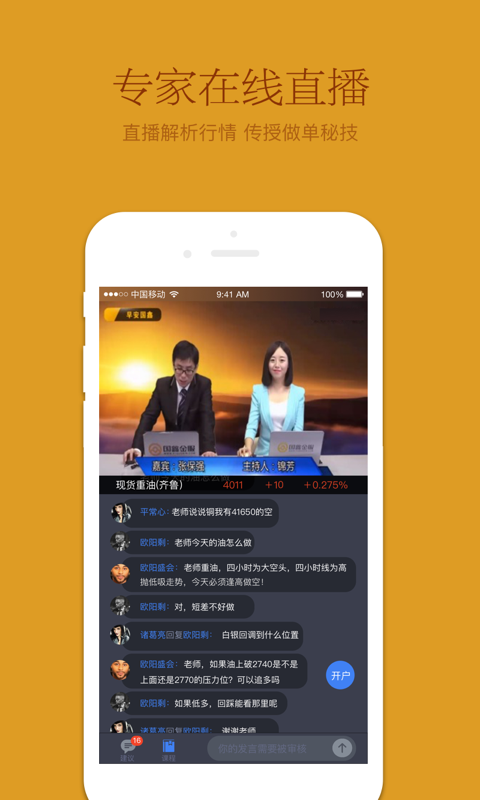 专家在线直播
直播解析行情 传授做单秘技
中国移动
9:41 AM
100%
早安国鑫
国鑫金服
国鑫金服
嘉宾 张保强
主持人 锦芳
现货重油(齐鲁) 4011 +10 +0.275%
平常心：老师说说铜我有41650的空
欧阳剩：老师今天的油怎么做
欧阳盛会：老师重油，四小时为大空头，四小时线为高
抛低吸走势，今天必须逢高做空！
欧阳剩：对，短差不好做
诸葛亮回复欧阳剩：白银回调到什么位置
欧阳盛会：老师，如果油上破2740是不是
上面还是2770的压力位？可以追多吗
开户
欧阳剩：如果低多，回踩能看那里呢
诸葛亮回复欧阳剩：谢谢老师
16
建议
课程
你的发言需要被审核